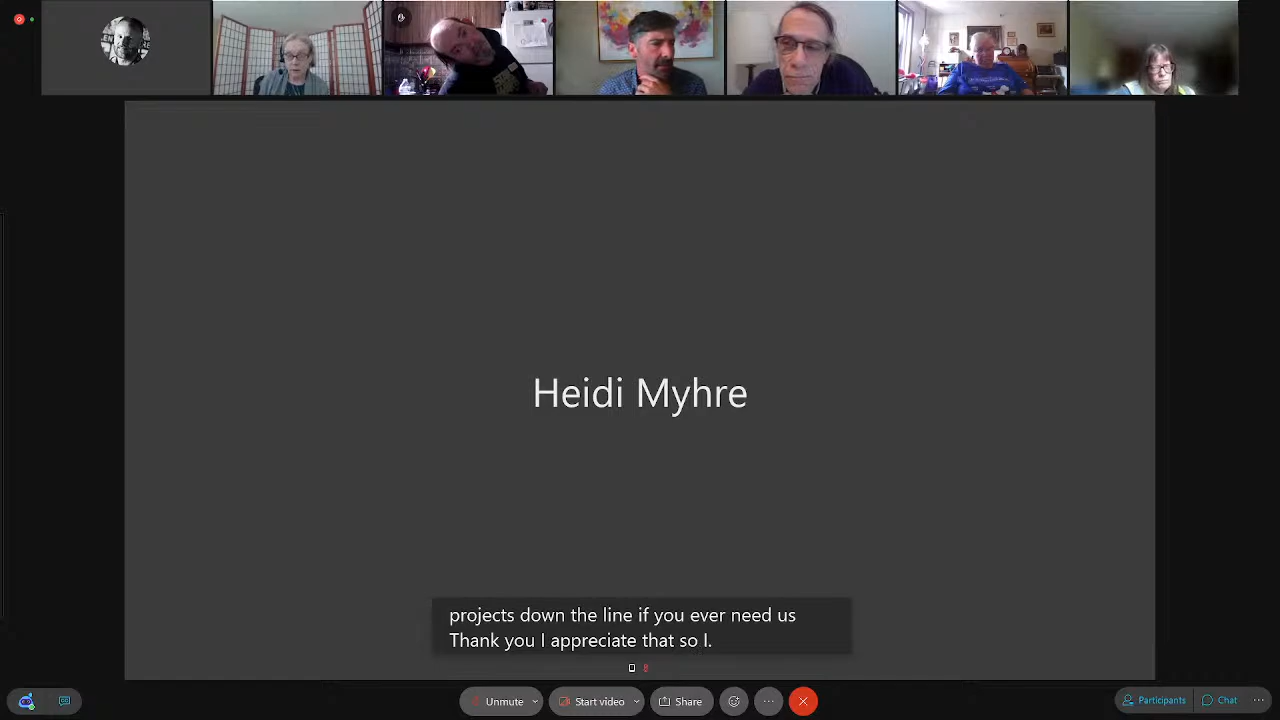 Heidi Myhre
projects down the line if you ever need us
Thank you I appreciate that so I.
Unmute
Start video
Share
Participants
Chat